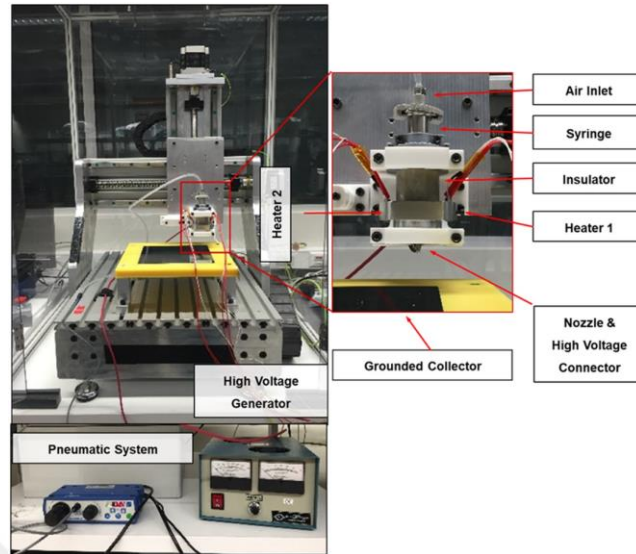 Air Inlet
Syringe
Insulator
Heater 2
Heater 1
Nozzle &
High Voltage
Connector
Grounded Collector
High Voltage
Generator
Pneumatic System